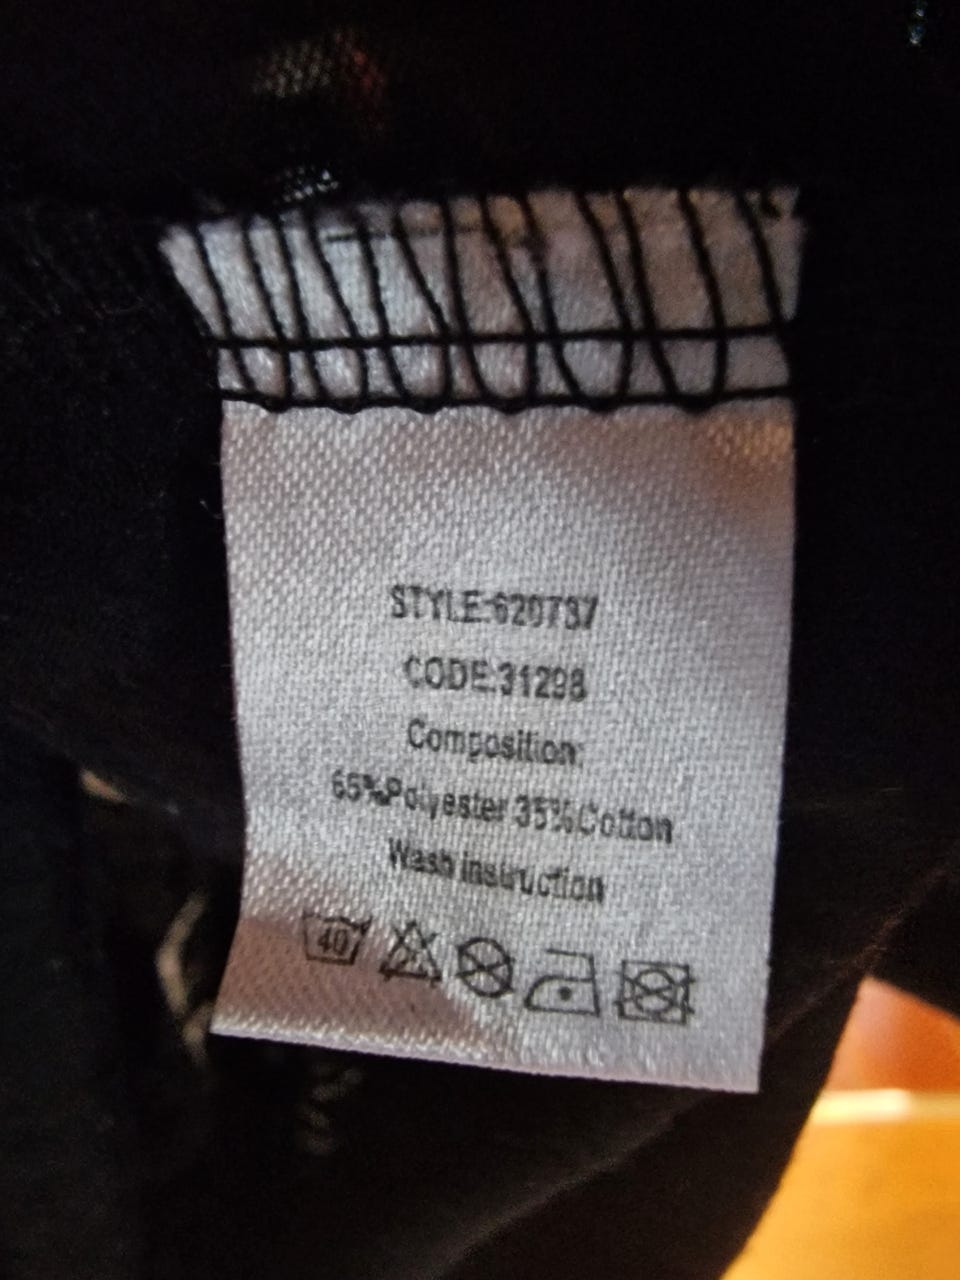 STYLE:620737
CODE:31298
Composition:
65%Polyester 35%Cotton
Wash instruction
40